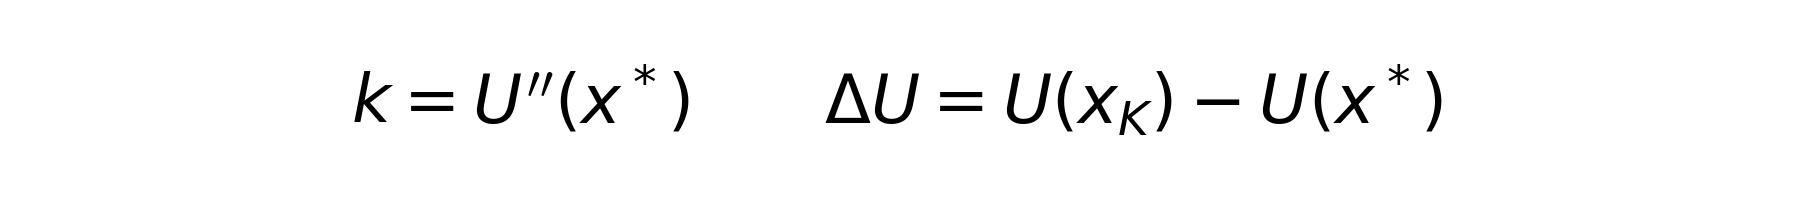 k = U″(x*)  ΔU = U(x_K) − U(x*)